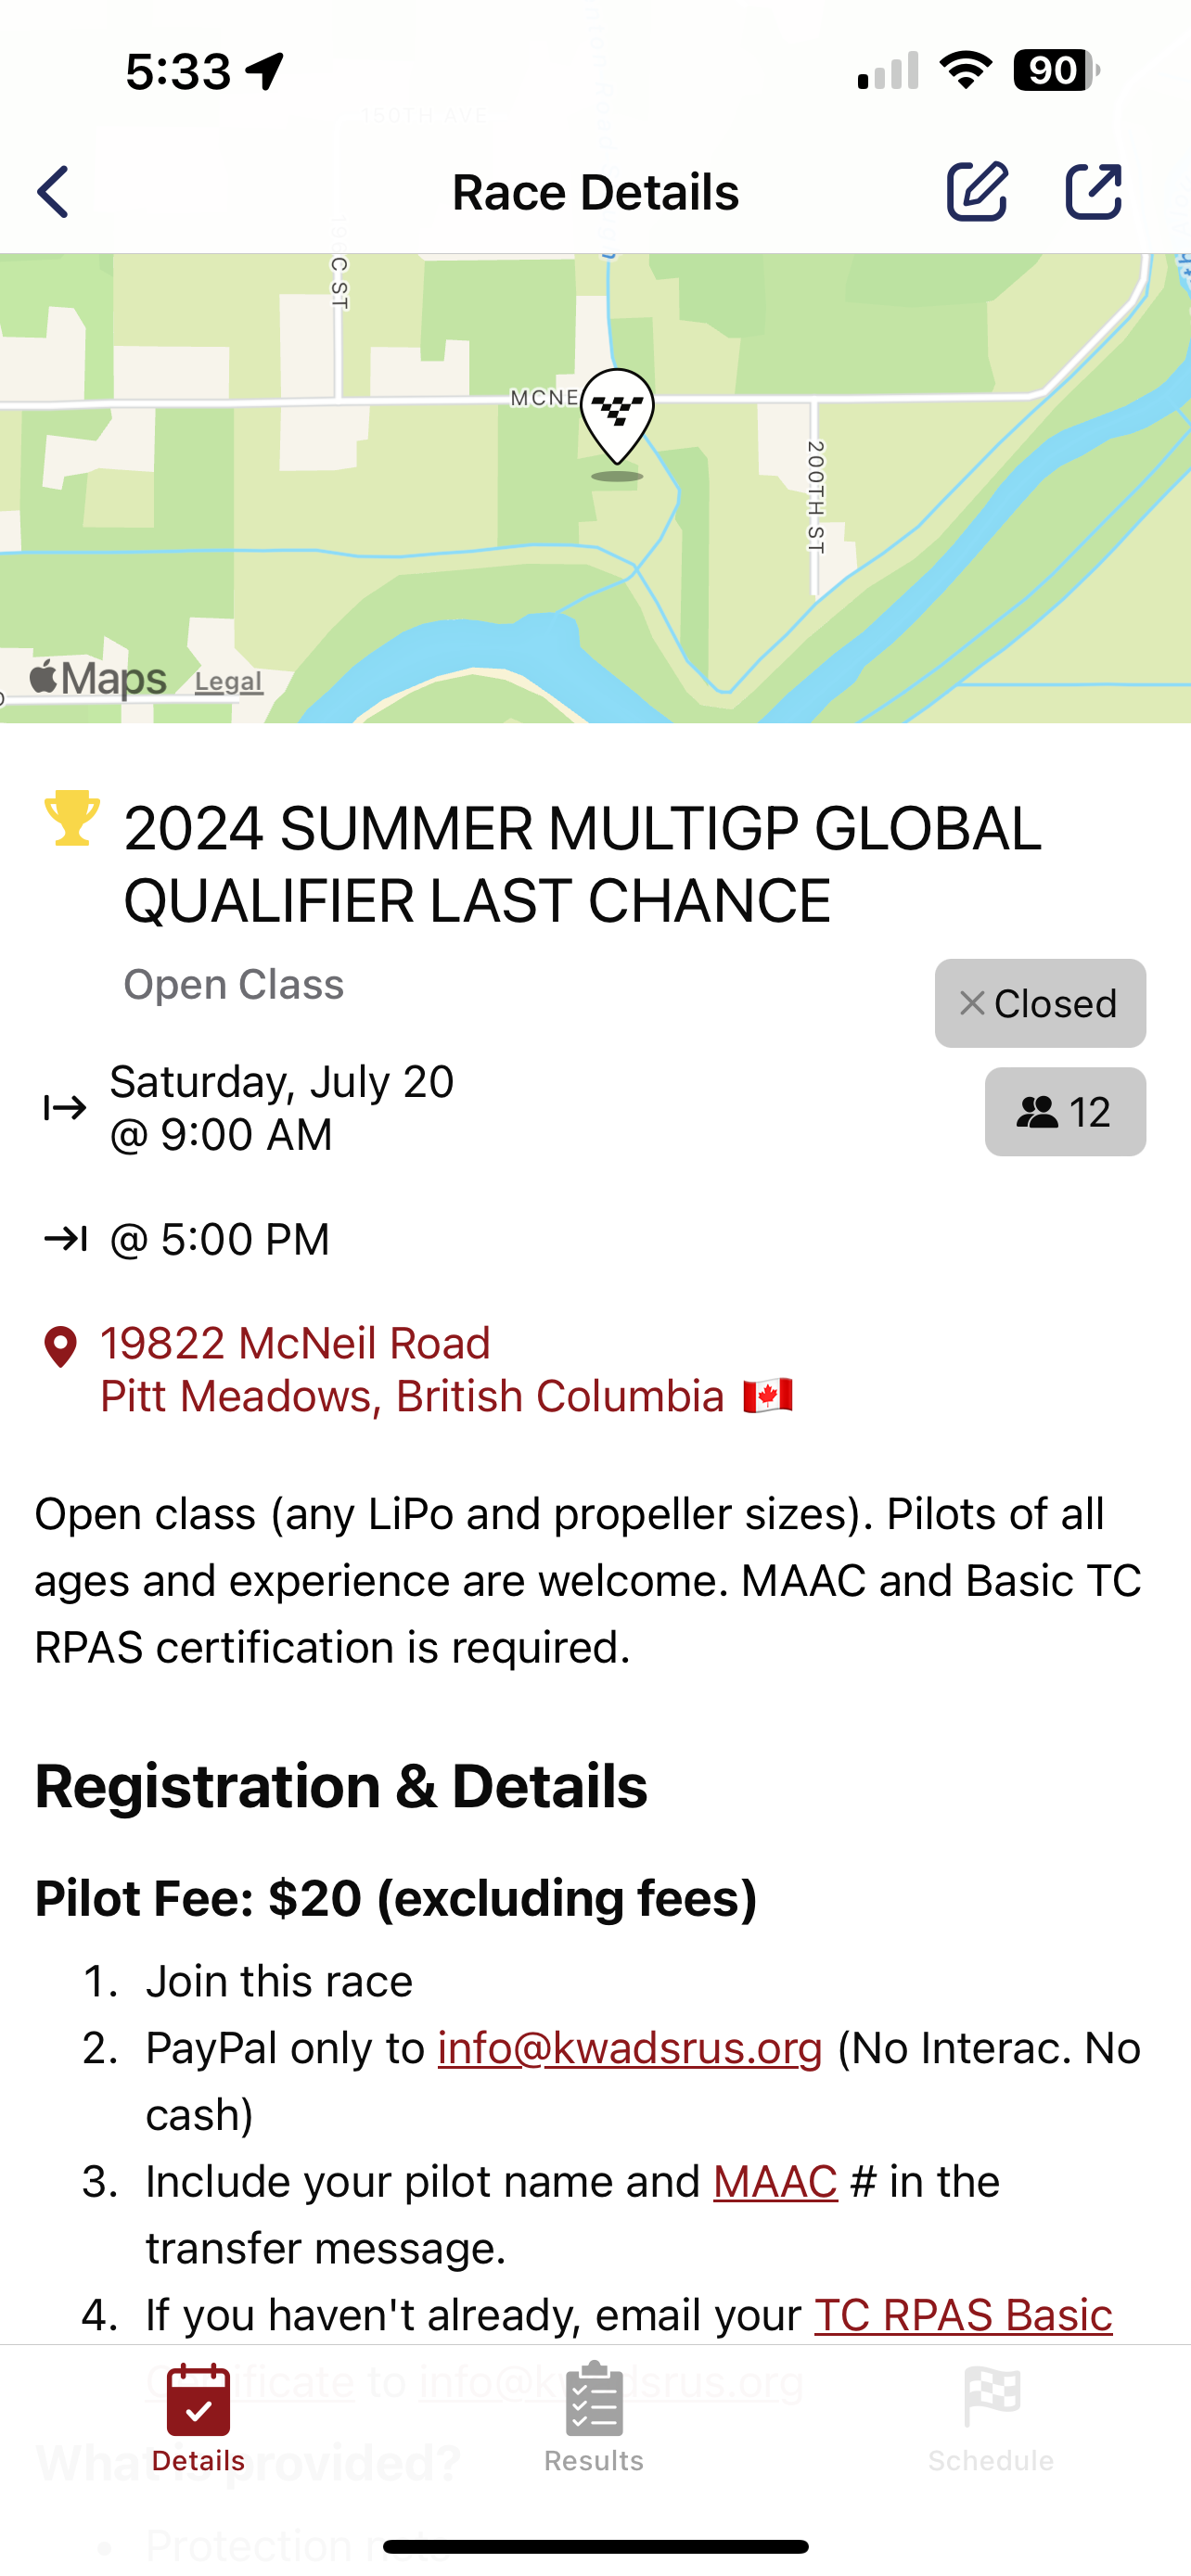 5:33
90
150TH AVE
Race Details
C ST
MCNE
200TH ST
Maps Legal
2024 SUMMER MULTIGP GLOBAL
QUALIFIER LAST CHANCE
Open Class
Closed
Saturday, July 20
@ 9:00 AM
12
@ 5:00 PM
19822 McNeil Road
Pitt Meadows, British Columbia 🇨🇦
Open class (any LiPo and propeller sizes). Pilots of all
ages and experience are welcome. MAAC and Basic TC
RPAS certification is required.
Registration & Details
Pilot Fee: $20 (excluding fees)
1. Join this race
2. PayPal only to info@kwadsrus.org (No Interac. No
cash)
3. Include your pilot name and MAAC # in the
transfer message.
4. If you haven't already, email your TC RPAS Basic
Certificate to info@kwadsrus.org
What is provided?
• Protection nets
Details
Results
Schedule